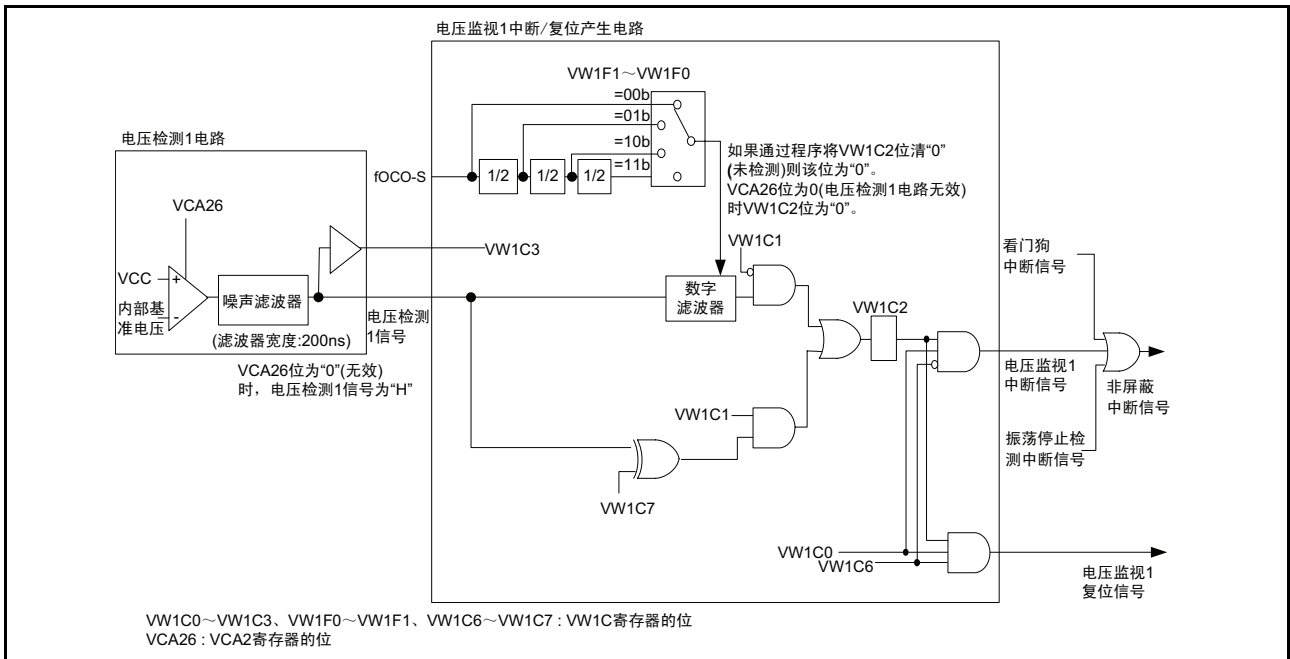 电压监视1中断/复位产生电路
VW1F1～VW1F0
=00b
=01b
=10b
=11b
fOCO-S
1/2
1/2
1/2
如果通过程序将VW1C2位清“0”
(未检测)则该位为“0”。
VCA26位为0(电压检测1电路无效)
时VW1C2位为“0”。
电压检测1电路
VCA26
VCC
+
内部基
准电压
-
噪声滤波器
(滤波器宽度:200ns)
VW1C3
电压检测
1信号
VCA26位为“0”(无效)
时，电压检测1信号为“H”
VW1C1
数字
滤波器
VW1C2
看门狗
中断信号
电压监视1
中断信号
非屏蔽
中断信号
振荡停止检
测中断信号
VW1C1
VW1C7
VW1C0
VW1C6
电压监视1
复位信号
VW1C0～VW1C3、VW1F0～VW1F1、VW1C6～VW1C7 : VW1C寄存器的位
VCA26 : VCA2寄存器的位